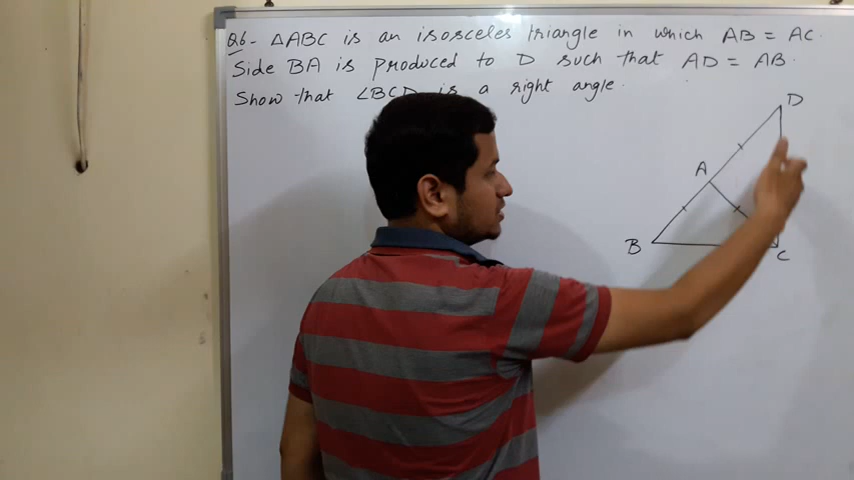 Q6- △ABC is an isosceles triangle in which AB = AC.
Side BA is produced to D such that AD = AB.
Show that ∠BCD is a right angle.
D
A
B
C